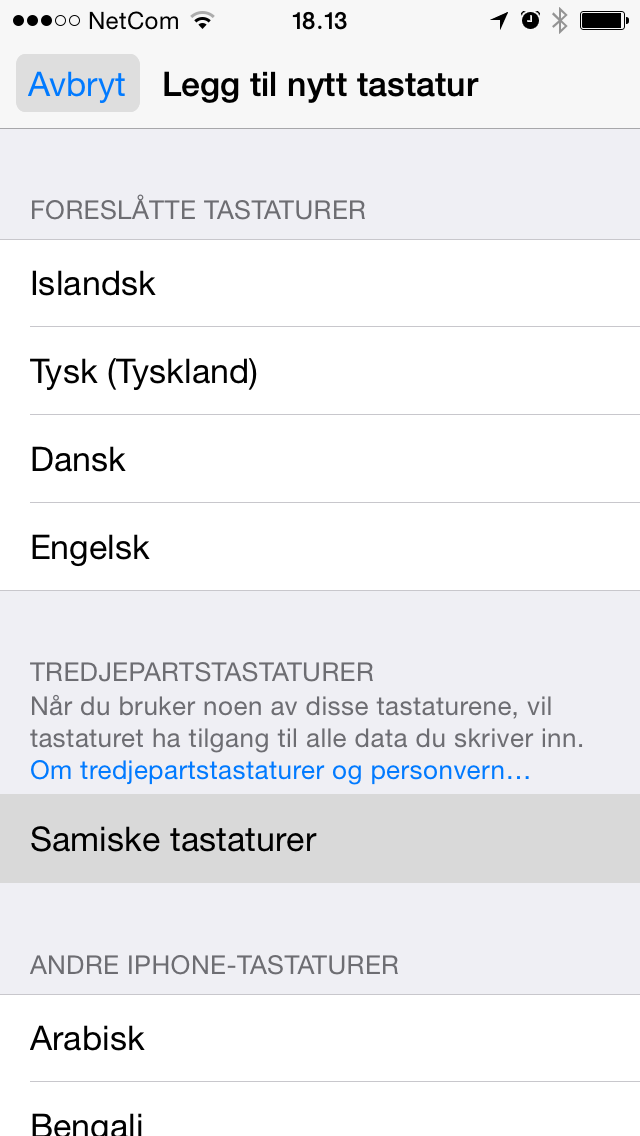 NetCom 18.13
Avbryt Legg til nytt tastatur
FORESLÅTTE TASTATURER
Islandsk
Tysk (Tyskland)
Dansk
Engelsk
TREDJEPARTSTASTATURER
Når du bruker noen av disse tastaturene, vil
tastaturet ha tilgang til alle data du skriver inn.
Om tredjepartstastaturer og personvern...
Samiske tastaturer
ANDRE IPHONE-TASTATURER
Arabisk
Bengali